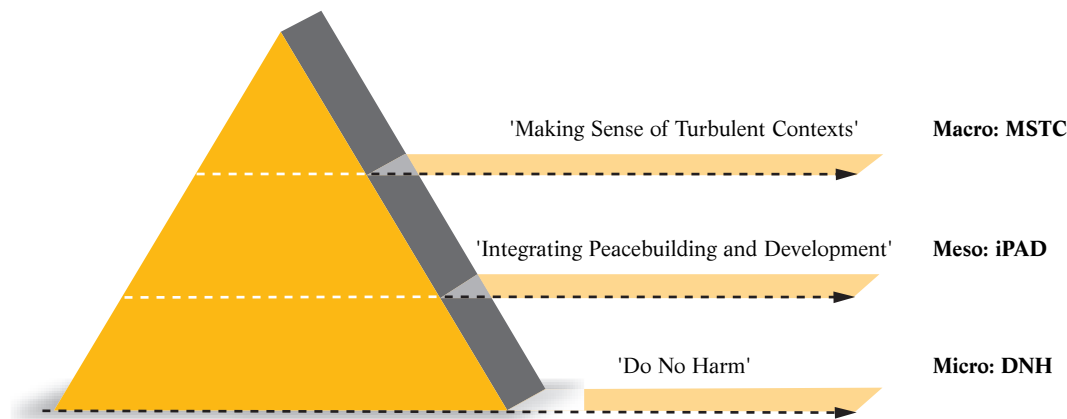 'Making Sense of Turbulent Contexts' Macro: MSTC
'Integrating Peacebuilding and Development' Meso: iPAD
'Do No Harm' Micro: DNH